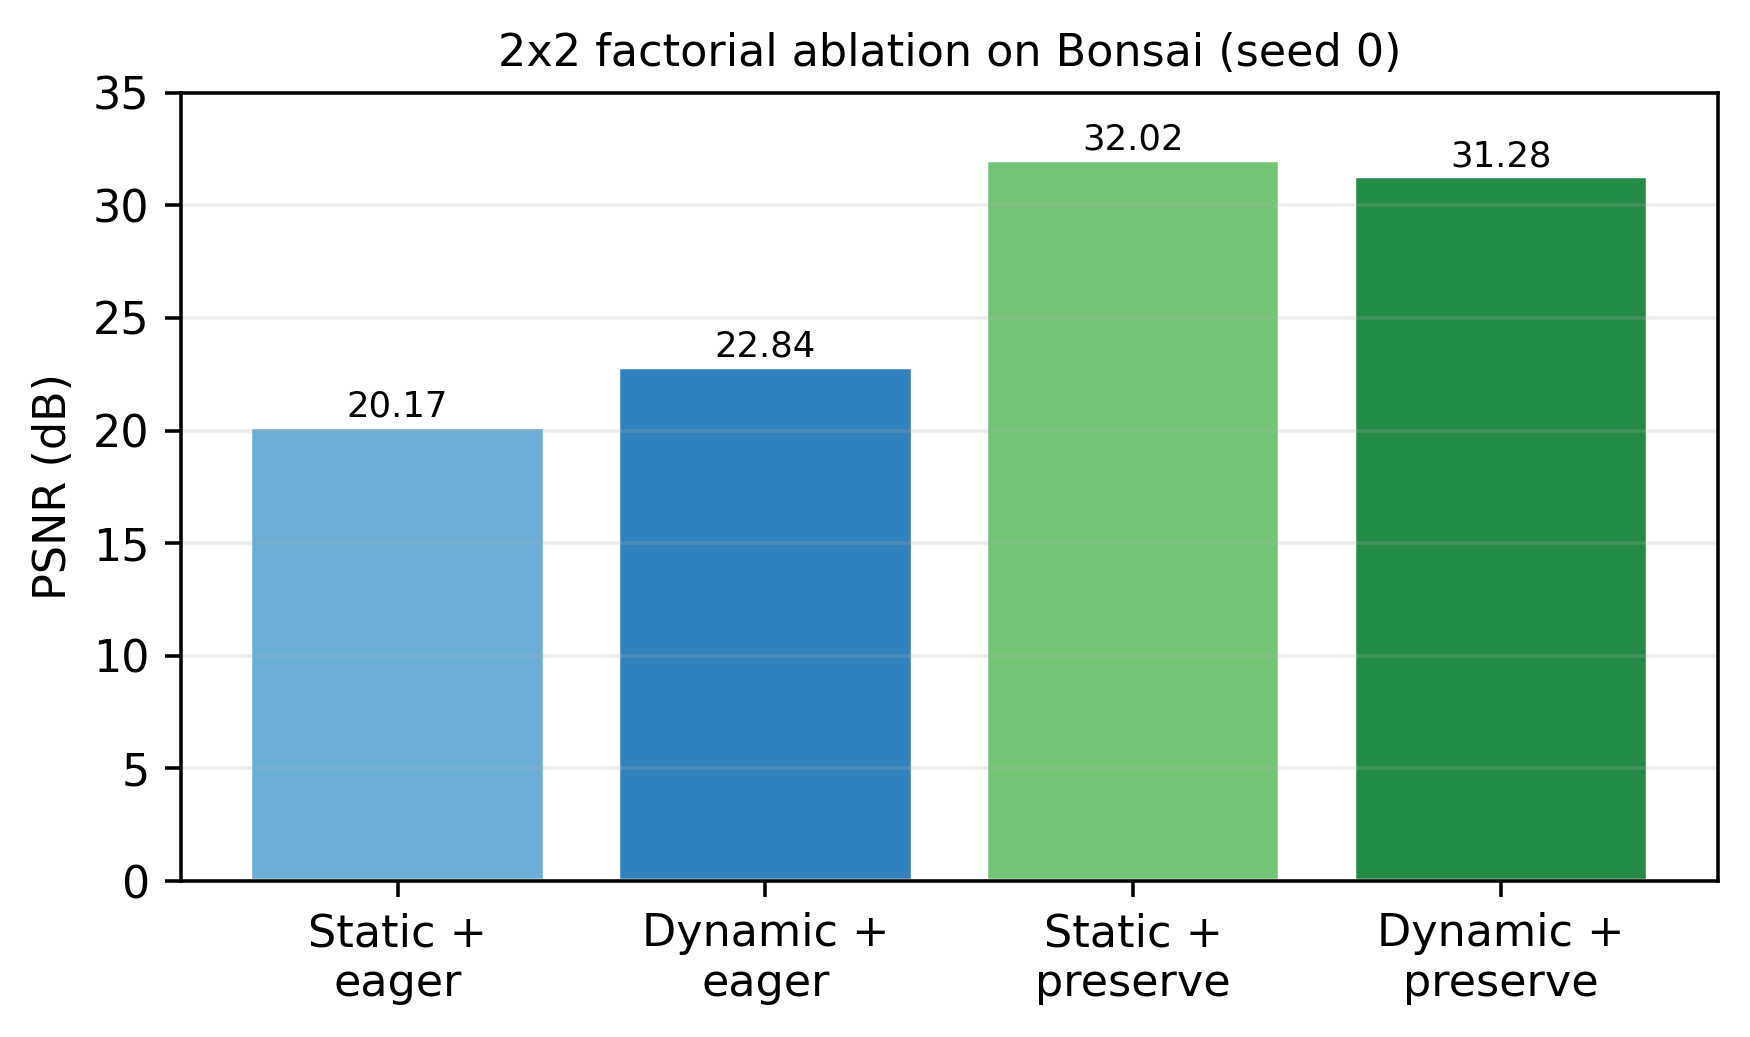 2x2 factorial ablation on Bonsai (seed 0)
PSNR (dB)
35
30
25
20
15
10
5
0
20.17
22.84
32.02
31.28
Static +
eager
Dynamic +
eager
Static +
preserve
Dynamic +
preserve